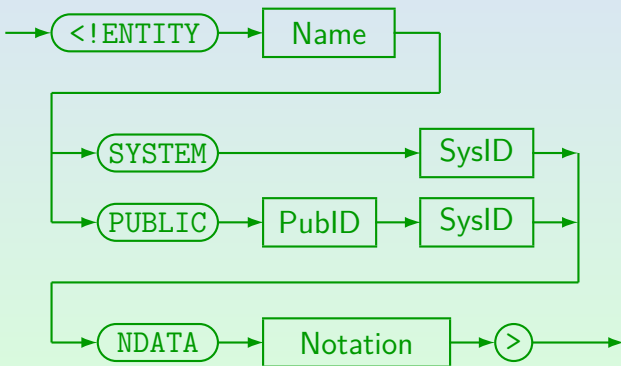 <!ENTITY Name
SYSTEM SysID
PUBLIC PubID SysID
NDATA Notation >